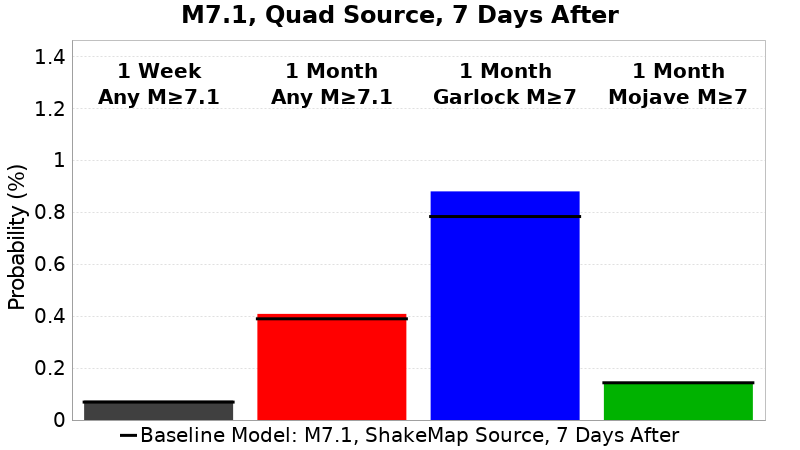 M7.1, Quad Source, 7 Days After
1.4
1.2
1
0.8
0.6
0.4
0.2
0
Probability (%)
1 Week
Any M≥7.1
1 Month
Any M≥7.1
1 Month
Garlock M≥7
1 Month
Mojave M≥7
Baseline Model: M7.1, ShakeMap Source, 7 Days After